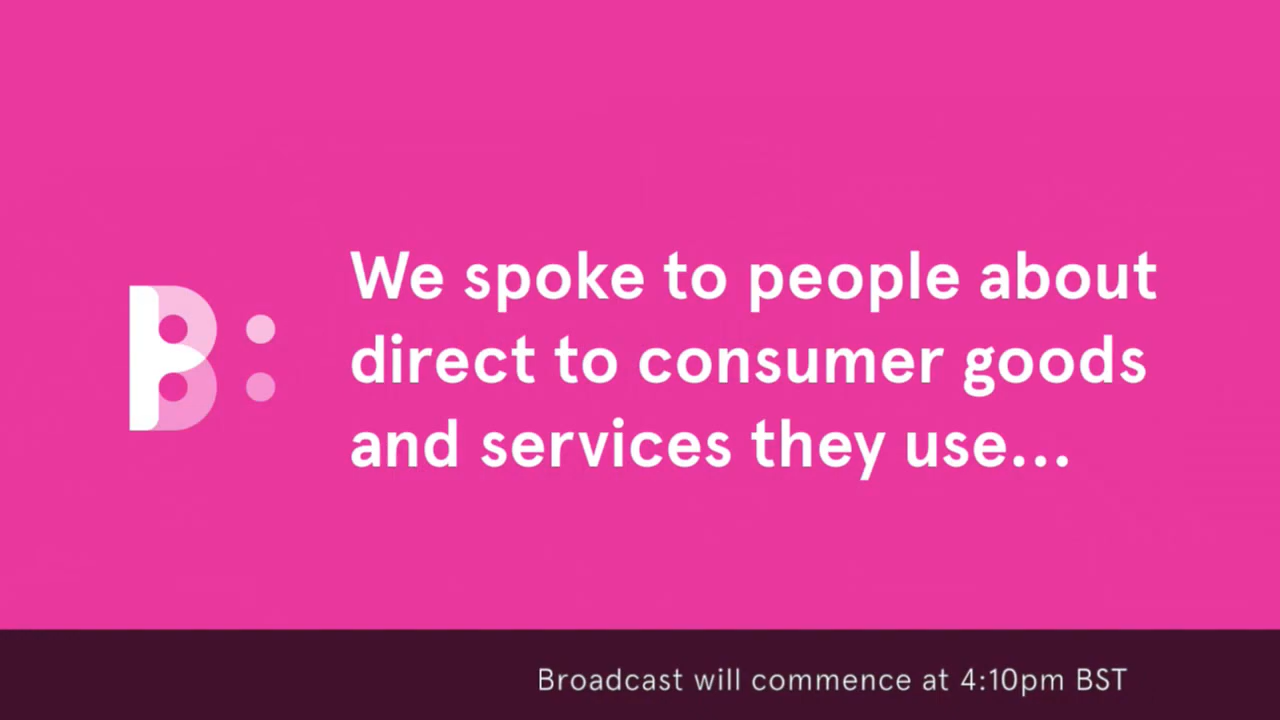 B:
We spoke to people about
direct to consumer goods
and services they use...
Broadcast will commence at 4:10pm BST